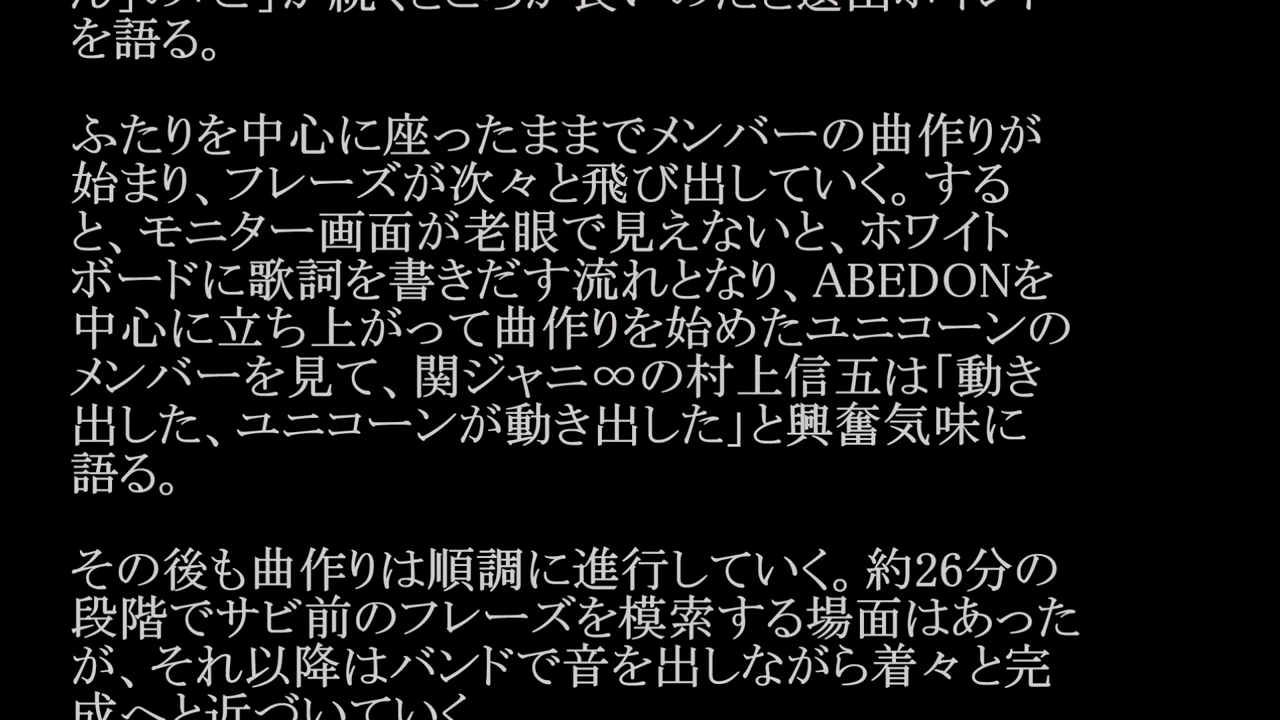 を語る。
ふたりを中心に座ったままでメンバーの曲作りが
始まり、フレーズが次々と飛び出していく。する
と、モニター画面が老眼で見えないと、ホワイト
ボードに歌詞を書きだす流れとなり、ABEDONを
中心に立ち上がって曲作りを始めたユニコーンの
メンバーを見て、関ジャニ∞の村上信五は「動き
出した、ユニコーンが動き出した」と興奮気味に
語る。
その後も曲作りは順調に進行していく。約26分の
段階でサビ前のフレーズを模索する場面はあった
が、それ以降はバンドで音を出しながら着々と完
成へと近づいていく